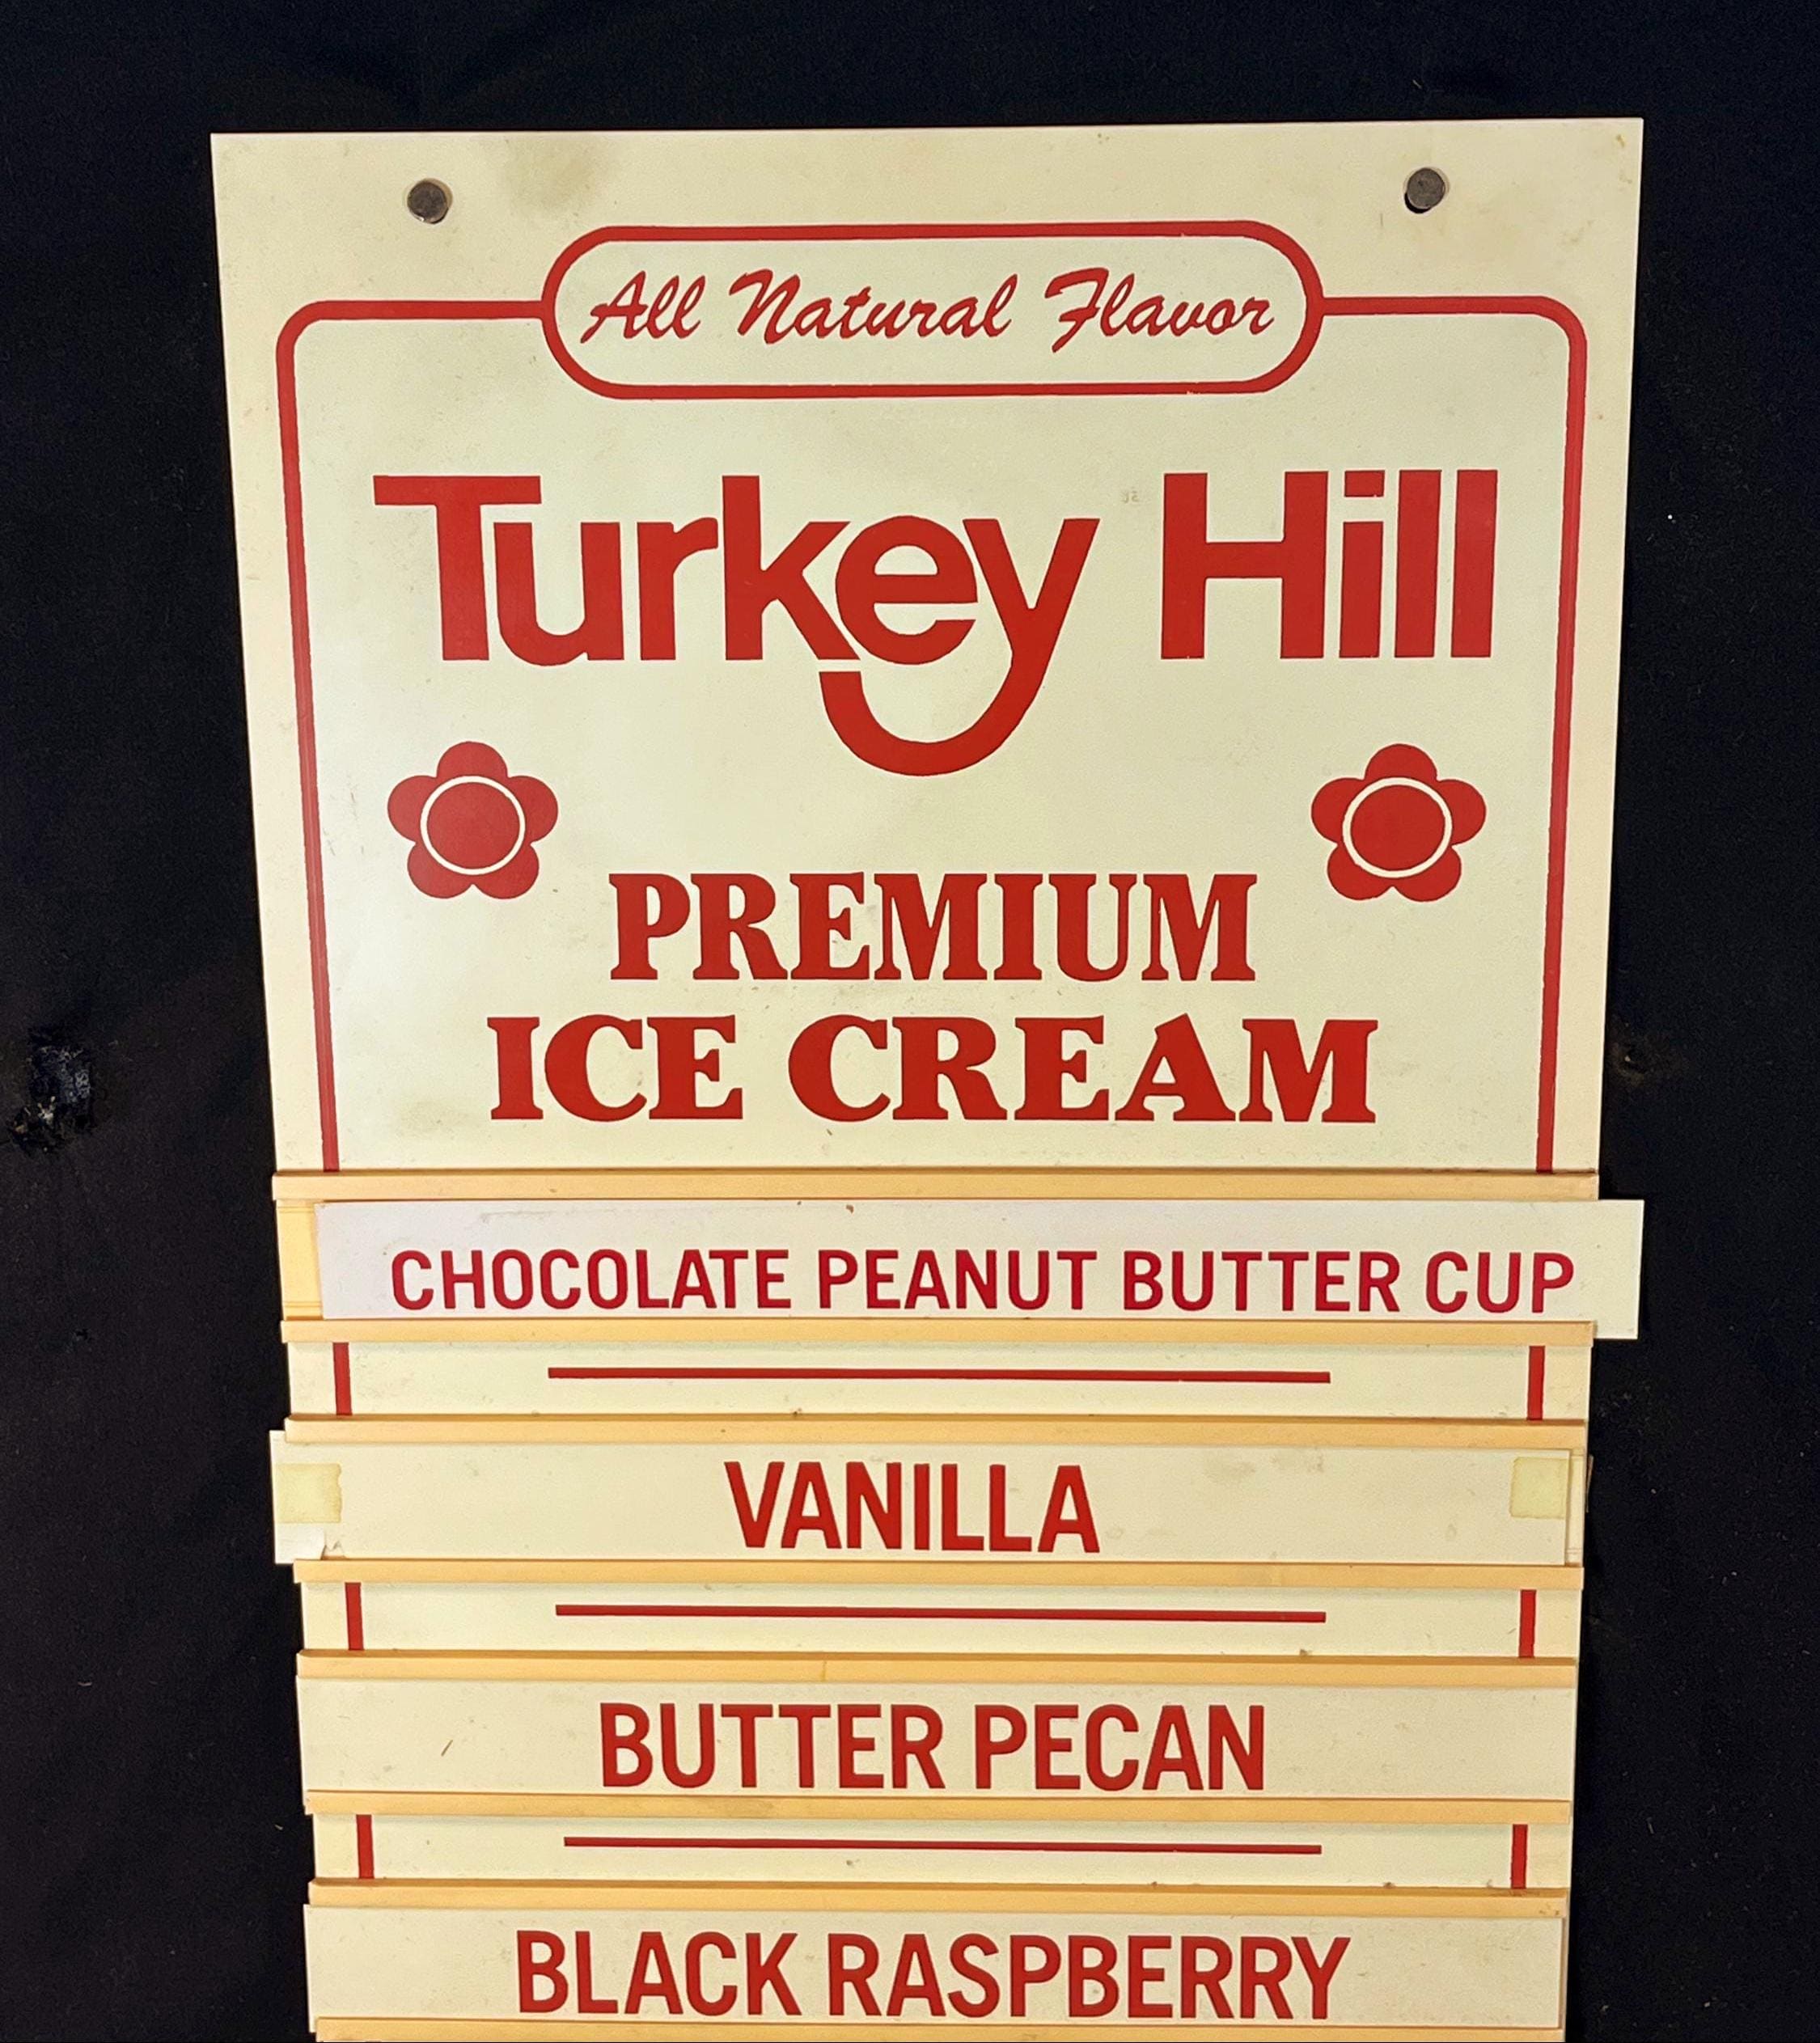 All Natural Flavor
Turkey Hill
PREMIUM
ICE CREAM
CHOCOLATE PEANUT BUTTER CUP
VANILLA
BUTTER PECAN
BLACK RASPBERRY